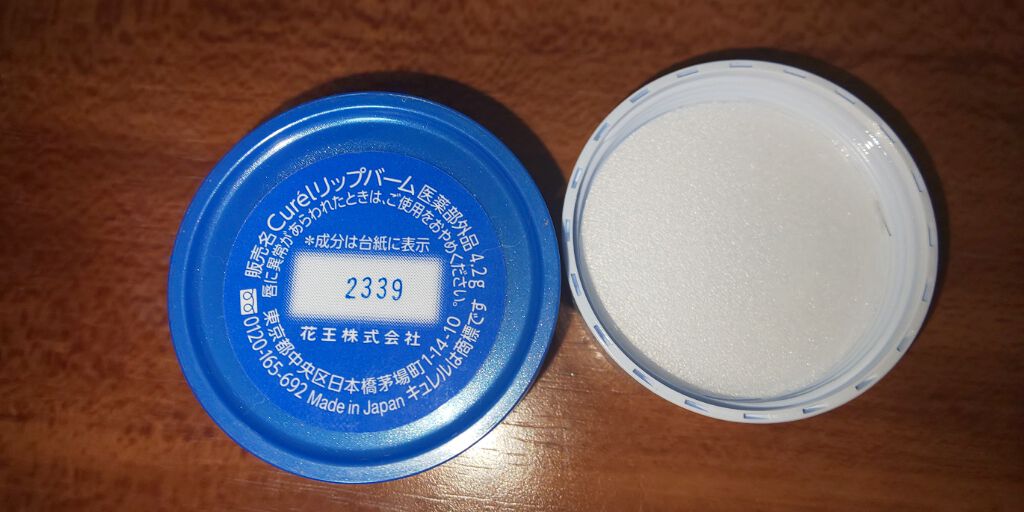 販売名 Curélリップバーム 医薬部外品 4.2g
唇に異常があらわれたときは、ご使用をおやめください。
*成分は台紙に表示
2339
花王株式会社
東京都中央区日本橋茅場町1-14-10
0120-165-692 Made in Japan キュレルは商標です